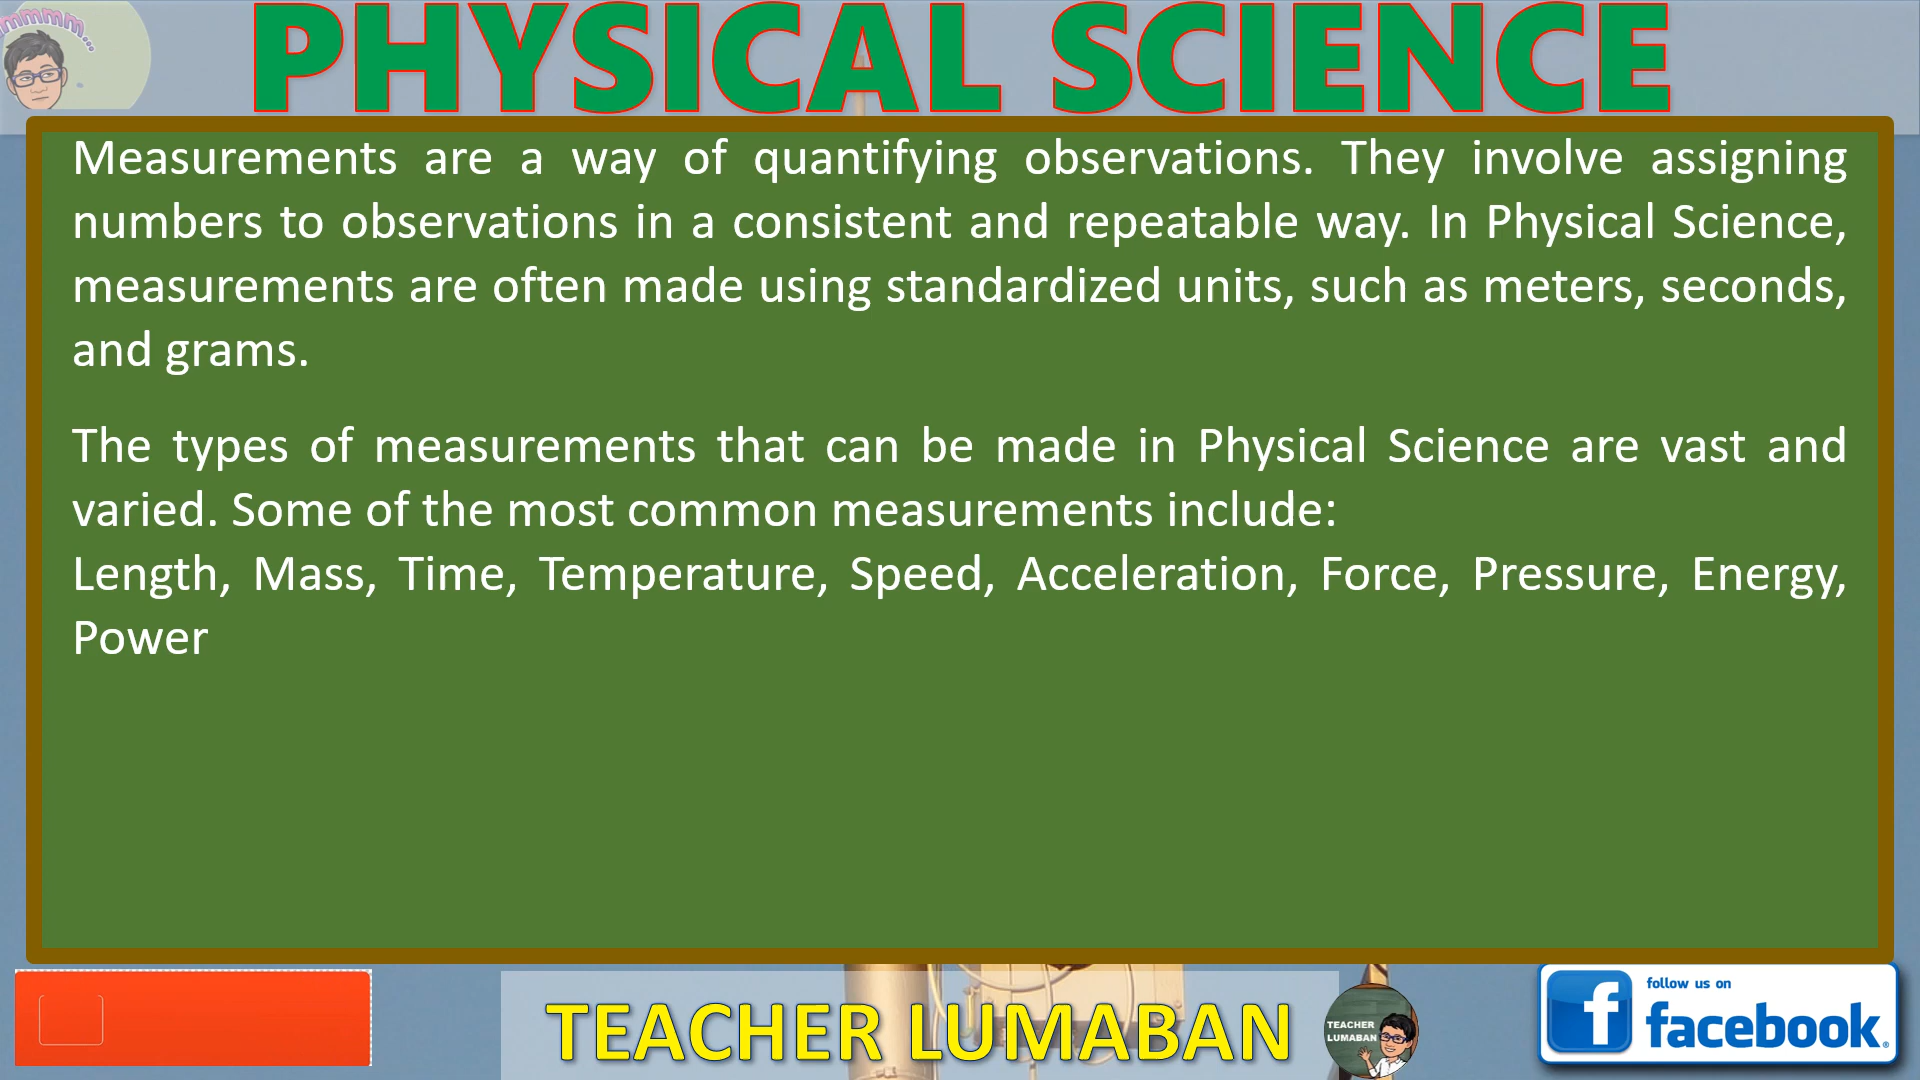 mmmm...
PHYSICAL SCIENCE
Measurements are a way of quantifying observations. They involve assigning
numbers to observations in a consistent and repeatable way. In Physical Science,
measurements are often made using standardized units, such as meters, seconds,
and grams.
The types of measurements that can be made in Physical Science are vast and
varied. Some of the most common measurements include:
Length, Mass, Time, Temperature, Speed, Acceleration, Force, Pressure, Energy,
Power
TEACHER LUMABAN
TEACHER
LUMABAN
follow us on
facebook